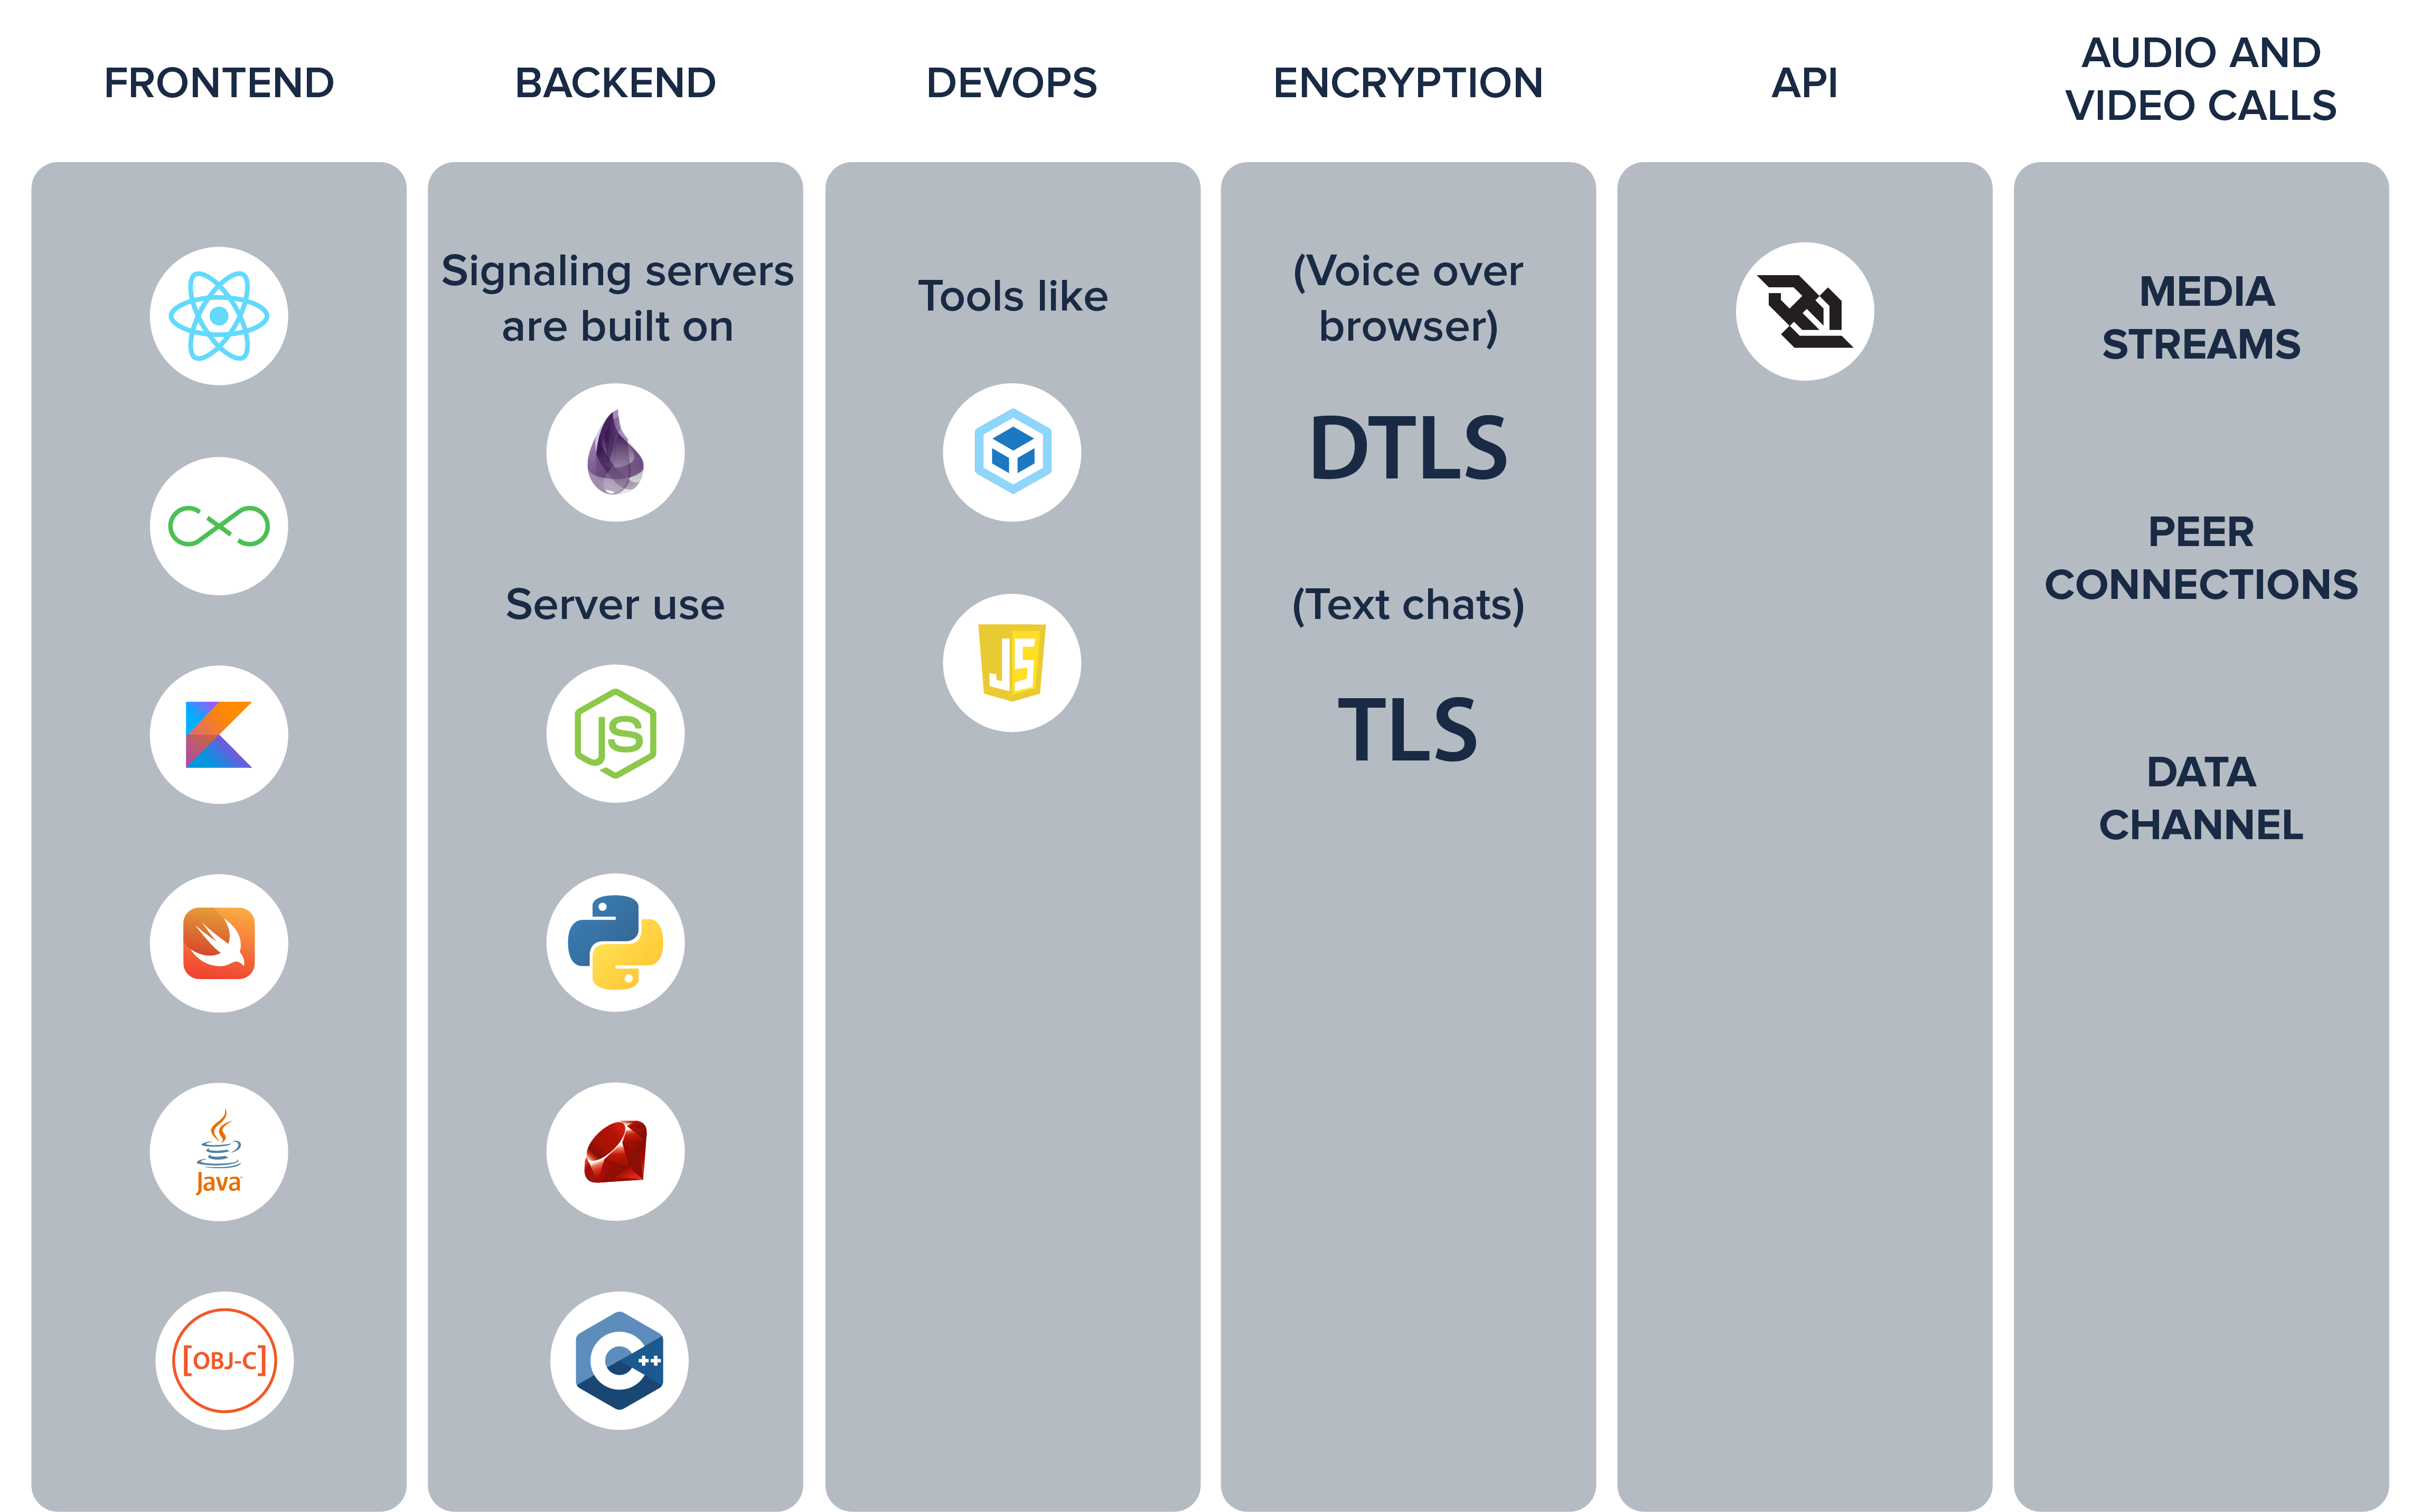 FRONTEND
BACKEND
DEVOPS
ENCRYPTION
API
AUDIO AND
VIDEO CALLS
Java
[OBJ-C]
Signaling servers
are built on
Server use
JS
C++
Tools like
JS
(Voice over
browser)
DTLS
(Text chats)
TLS
MEDIA
STREAMS
PEER
CONNECTIONS
DATA
CHANNEL